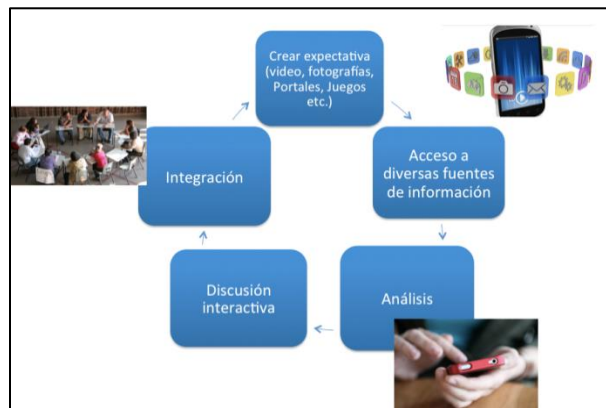 Crear expectativa
(video, fotografías,
Portales, Juegos
etc.)
Acceso a
diversas fuentes
de información
Análisis
Discusión
interactiva
Integración